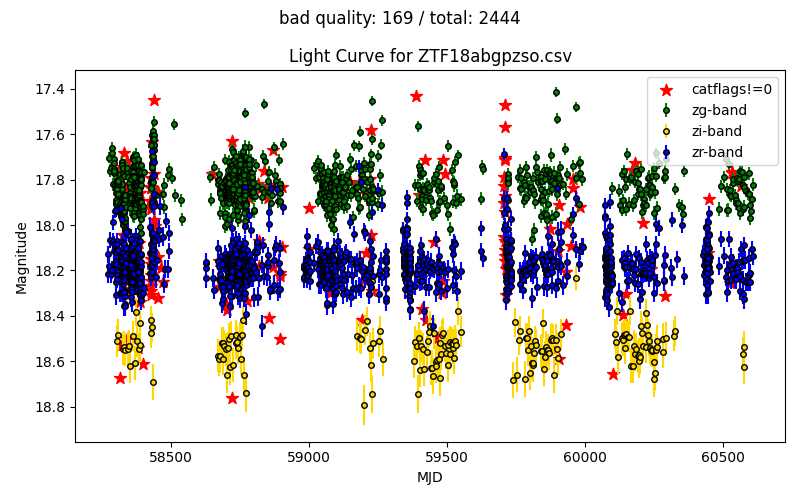 bad quality: 169 / total: 2444
Light Curve for ZTF18abgpzso.csv
catflags!=0
zg-band
zi-band
zr-band
17.4
17.6
17.8
18.0
18.2
18.4
18.6
18.8
Magnitude
58500
59000
59500
60000
60500
MJD